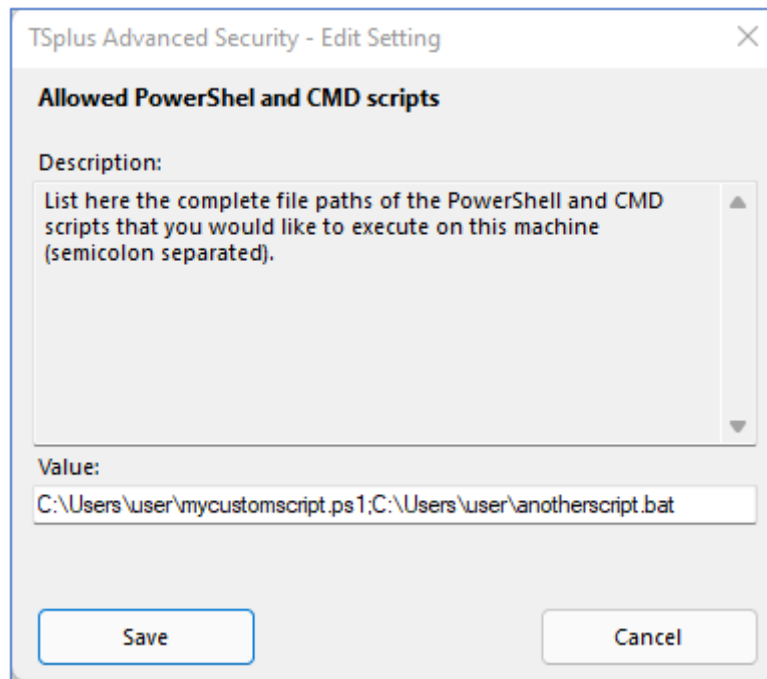 TSplus Advanced Security - Edit Setting
Allowed PowerShel and CMD scripts
Description:
List here the complete file paths of the PowerShell and CMD
scripts that you would like to execute on this machine
(semicolon separated).
Value:
C:\Users\user\mycustomscript.ps1;C:\Users\user\anotherscript.bat
Save
Cancel